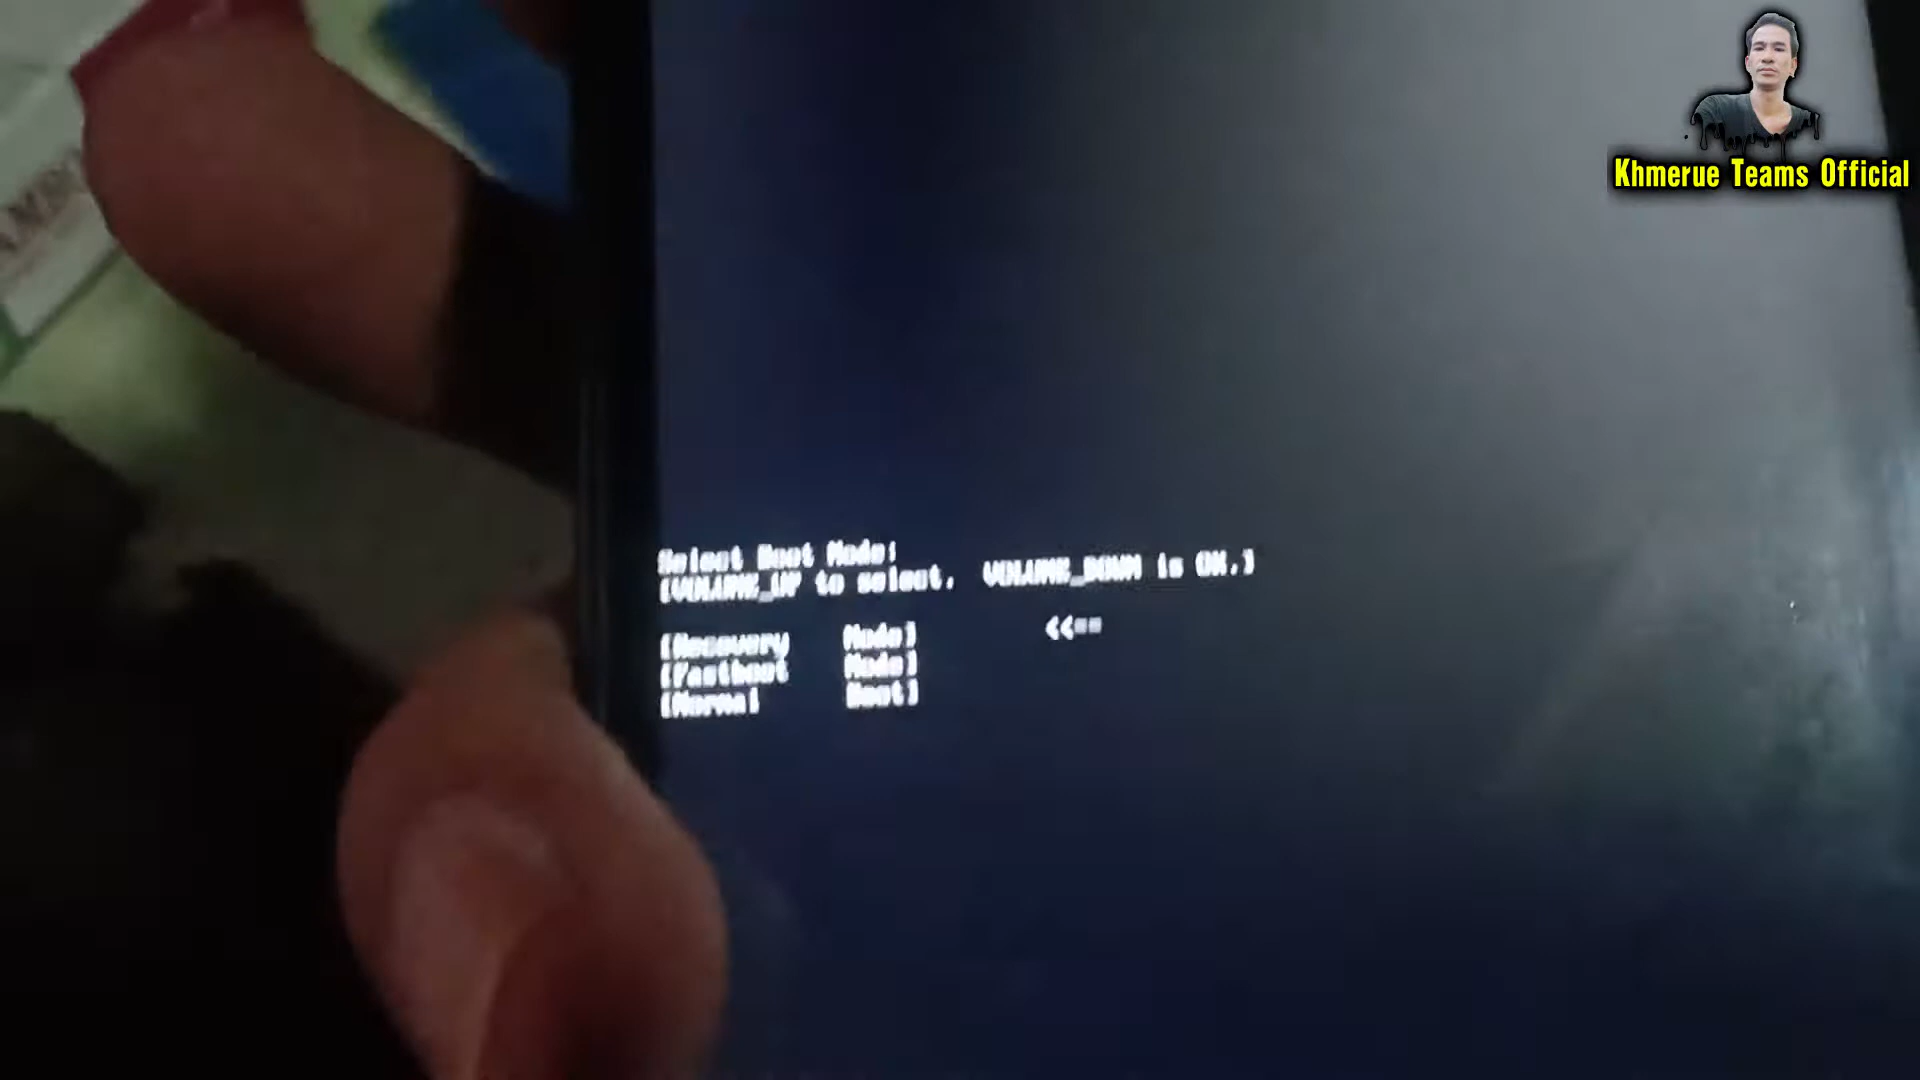 Khmerue Teams Official
Select Boot Mode:
[VOLUME_UP to select.  VOLUME_DOWN is OK.]
[Recovery    Mode]    <<==
[Fastboot    Mode]
[Normal      Boot]